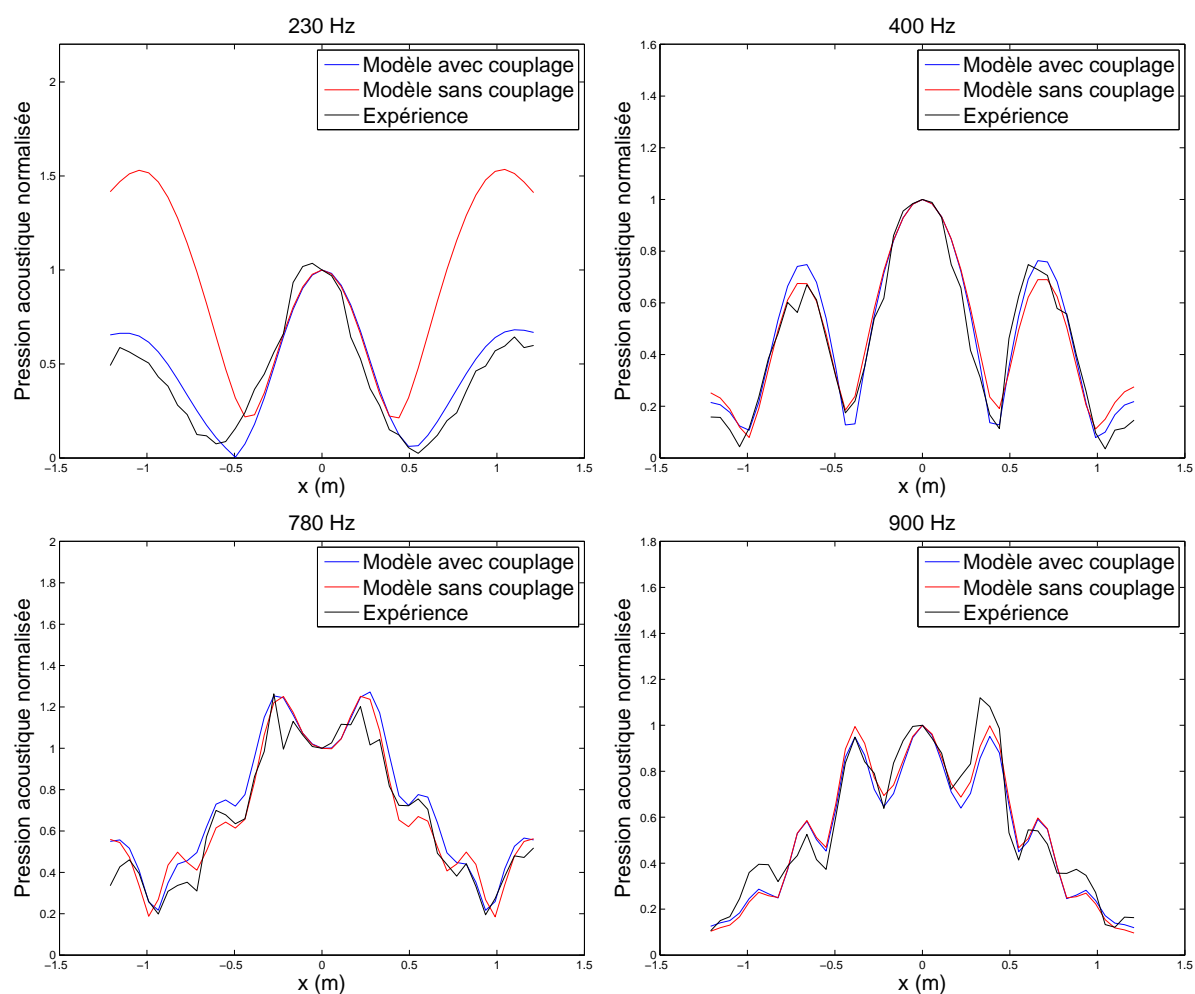 230 Hz
Modèle avec couplage
Modèle sans couplage
Expérience
Pression acoustique normalisée
2
1.5
1
0.5
0
−1.5
−1
−0.5
0
0.5
1
1.5
x (m)
400 Hz
Modèle avec couplage
Modèle sans couplage
Expérience
Pression acoustique normalisée
1.6
1.4
1.2
1
0.8
0.6
0.4
0.2
0
−1.5
−1
−0.5
0
0.5
1
1.5
x (m)
780 Hz
Modèle avec couplage
Modèle sans couplage
Expérience
Pression acoustique normalisée
2
1.8
1.6
1.4
1.2
1
0.8
0.6
0.4
0.2
0
−1.5
−1
−0.5
0
0.5
1
1.5
x (m)
900 Hz
Modèle avec couplage
Modèle sans couplage
Expérience
Pression acoustique normalisée
1.8
1.6
1.4
1.2
1
0.8
0.6
0.4
0.2
0
−1.5
−1
−0.5
0
0.5
1
1.5
x (m)